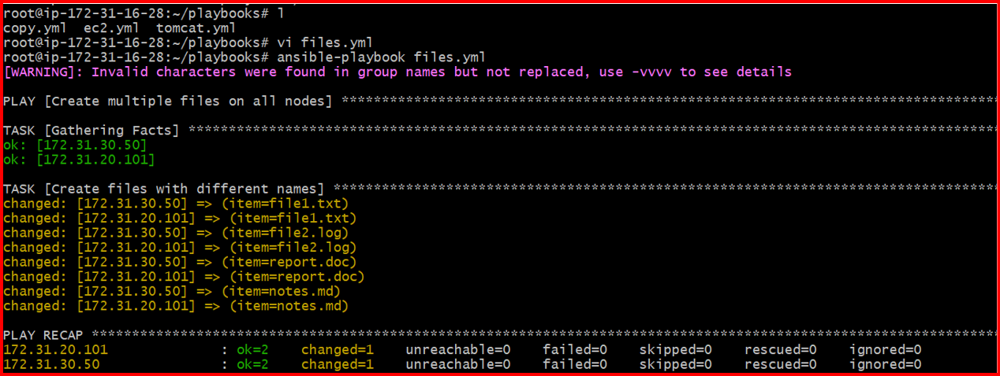 root@ip-172-31-16-28:~/playbooks# l
copy.yml  ec2.yml  tomcat.yml
root@ip-172-31-16-28:~/playbooks# vi files.yml
root@ip-172-31-16-28:~/playbooks# ansible-playbook files.yml
[WARNING]: Invalid characters were found in group names but not replaced, use -vvvv to see details
PLAY [Create multiple files on all nodes] *********************************************************************************
TASK [Gathering Facts] ****************************************************************************************************
ok: [172.31.30.50]
ok: [172.31.20.101]
TASK [Create files with different names] **********************************************************************************
changed: [172.31.30.50] => (item=file1.txt)
changed: [172.31.20.101] => (item=file1.txt)
changed: [172.31.30.50] => (item=file2.log)
changed: [172.31.20.101] => (item=file2.log)
changed: [172.31.30.50] => (item=report.doc)
changed: [172.31.20.101] => (item=report.doc)
changed: [172.31.30.50] => (item=notes.md)
changed: [172.31.20.101] => (item=notes.md)
PLAY RECAP ****************************************************************************************************************
172.31.20.101              : ok=2    changed=1    unreachable=0    failed=0    skipped=0    rescued=0    ignored=0
172.31.30.50               : ok=2    changed=1    unreachable=0    failed=0    skipped=0    rescued=0    ignored=0